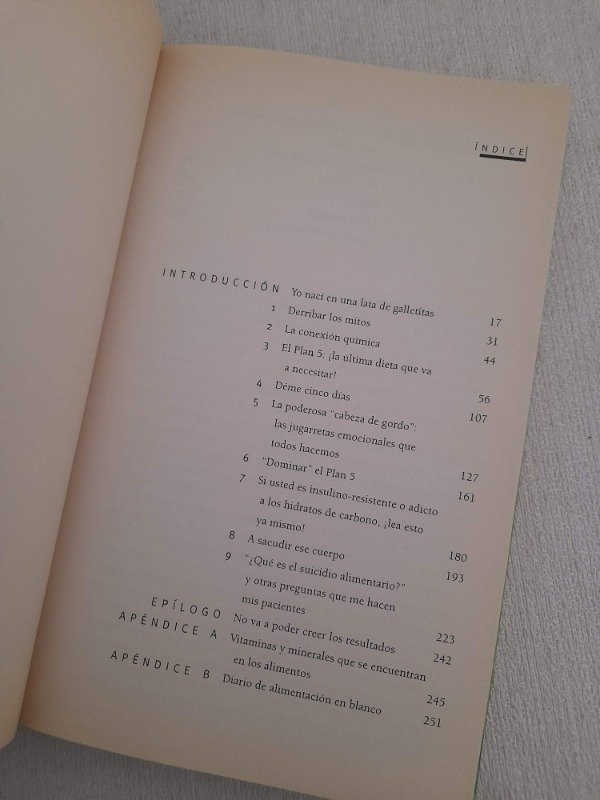 ÍNDICE
INTRODUCCIÓN Yo nací en una lata de galletitas 17
1 Derribar los mitos 31
2 La conexión química 44
3 El Plan 5: ¡la última dieta que va
a necesitar! 56
4 Deme cinco días 107
5 La poderosa "cabeza de gordo":
las jugarretas emocionales que
todos hacemos 127
6 "Dominar" el Plan 5 161
7 Si usted es insulino-resistente o adicto
a los hidratos de carbono, ¡lea esto
ya mismo! 180
8 A sacudir ese cuerpo 193
9 "¿Qué es el suicidio alimentario?"
y otras preguntas que me hacen
mis pacientes 223
EPÍLOGO No va a poder creer los resultados 242
APÉNDICE A Vitaminas y minerales que se encuentran
en los alimentos 245
APÉNDICE B Diario de alimentación en blanco 251